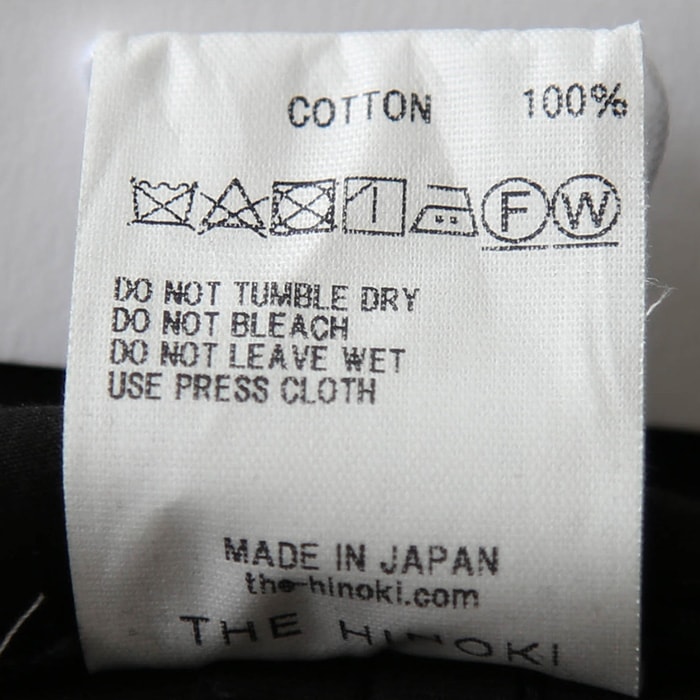 COTTON 100%
F W
DO NOT TUMBLE DRY
DO NOT BLEACH
DO NOT LEAVE WET
USE PRESS CLOTH
MADE IN JAPAN
the-hinoki.com
THE HINOKI